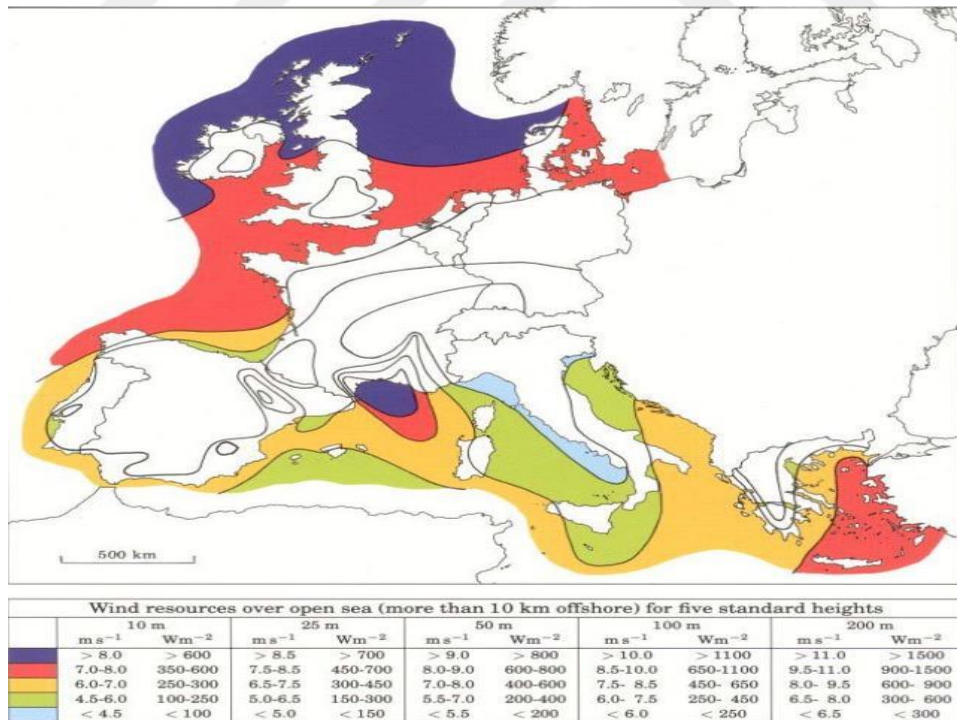 500 km
Wind resources over open sea (more than 10 km offshore) for five standard heights
10 m 25 m 50 m 100 m 200 m
m s⁻¹ Wm⁻² m s⁻¹ Wm⁻² m s⁻¹ Wm⁻² m s⁻¹ Wm⁻² m s⁻¹ Wm⁻²
> 8.0 > 600 > 8.5 > 700 > 9.0 > 800 > 10.0 > 1100 > 11.0 > 1500
7.0-8.0 350-600 7.5-8.5 450-700 8.0-9.0 600-800 8.5-10.0 650-1100 9.5-11.0 900-1500
6.0-7.0 250-300 6.5-7.5 300-450 7.0-8.0 400-600 7.5- 8.5 450- 650 8.0- 9.5 600- 900
4.5-6.0 100-250 5.0-6.5 150-300 5.5-7.0 200-400 6.0- 7.5 250- 450 6.5- 8.0 300- 600
< 4.5 < 100 < 5.0 < 150 < 5.5 < 200 < 6.0 < 250 < 6.5 < 300